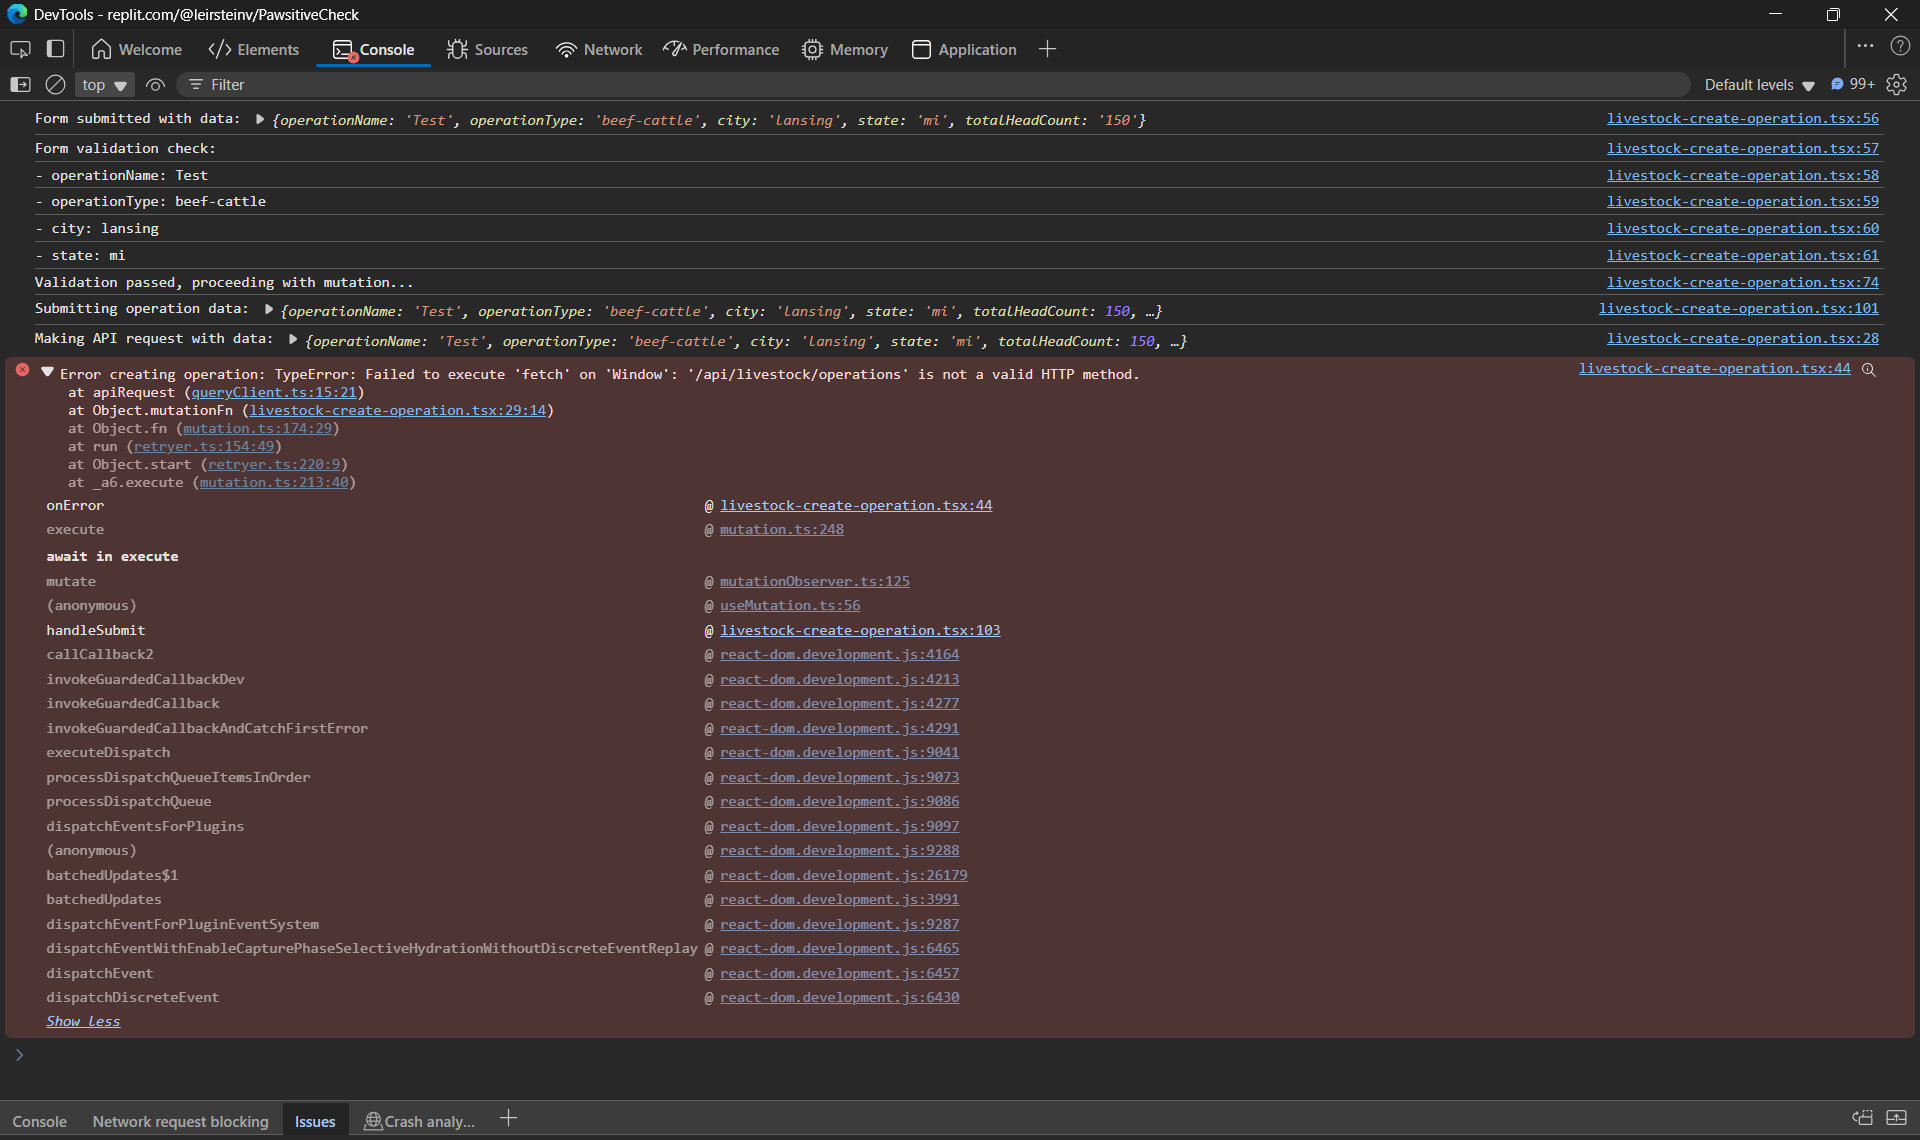 DevTools - replit.com/@leirsteinv/PawsitiveCheck
Welcome Elements Console Sources Network Performance Memory Application
top Filter Default levels 99+
Form submitted with data: {operationName: 'Test', operationType: 'beef-cattle', city: 'lansing', state: 'mi', totalHeadCount: '150'} livestock-create-operation.tsx:56
Form validation check: livestock-create-operation.tsx:57
- operationName: Test livestock-create-operation.tsx:58
- operationType: beef-cattle livestock-create-operation.tsx:59
- city: lansing livestock-create-operation.tsx:60
- state: mi livestock-create-operation.tsx:61
Validation passed, proceeding with mutation... livestock-create-operation.tsx:74
Submitting operation data: {operationName: 'Test', operationType: 'beef-cattle', city: 'lansing', state: 'mi', totalHeadCount: 150, …} livestock-create-operation.tsx:101
Making API request with data: {operationName: 'Test', operationType: 'beef-cattle', city: 'lansing', state: 'mi', totalHeadCount: 150, …} livestock-create-operation.tsx:28
Error creating operation: TypeError: Failed to execute 'fetch' on 'Window': '/api/livestock/operations' is not a valid HTTP method. livestock-create-operation.tsx:44
at apiRequest (queryClient.ts:15:21)
at Object.mutationFn (livestock-create-operation.tsx:29:14)
at Object.fn (mutation.ts:174:29)
at run (retryer.ts:154:49)
at Object.start (retryer.ts:220:9)
at _a6.execute (mutation.ts:213:40)
onError @ livestock-create-operation.tsx:44
execute @ mutation.ts:248
await in execute
mutate @ mutationObserver.ts:125
(anonymous) @ useMutation.ts:56
handleSubmit @ livestock-create-operation.tsx:103
callCallback2 @ react-dom.development.js:4164
invokeGuardedCallbackDev @ react-dom.development.js:4213
invokeGuardedCallback @ react-dom.development.js:4277
invokeGuardedCallbackAndCatchFirstError @ react-dom.development.js:4291
executeDispatch @ react-dom.development.js:9041
processDispatchQueueItemsInOrder @ react-dom.development.js:9073
processDispatchQueue @ react-dom.development.js:9086
dispatchEventsForPlugins @ react-dom.development.js:9097
(anonymous) @ react-dom.development.js:9288
batchedUpdates$1 @ react-dom.development.js:26179
batchedUpdates @ react-dom.development.js:3991
dispatchEventForPluginEventSystem @ react-dom.development.js:9287
dispatchEventWithEnableCapturePhaseSelectiveHydrationWithoutDiscreteEventReplay @ react-dom.development.js:6465
dispatchEvent @ react-dom.development.js:6457
dispatchDiscreteEvent @ react-dom.development.js:6430
Show less
Console Network request blocking Issues Crash analy...